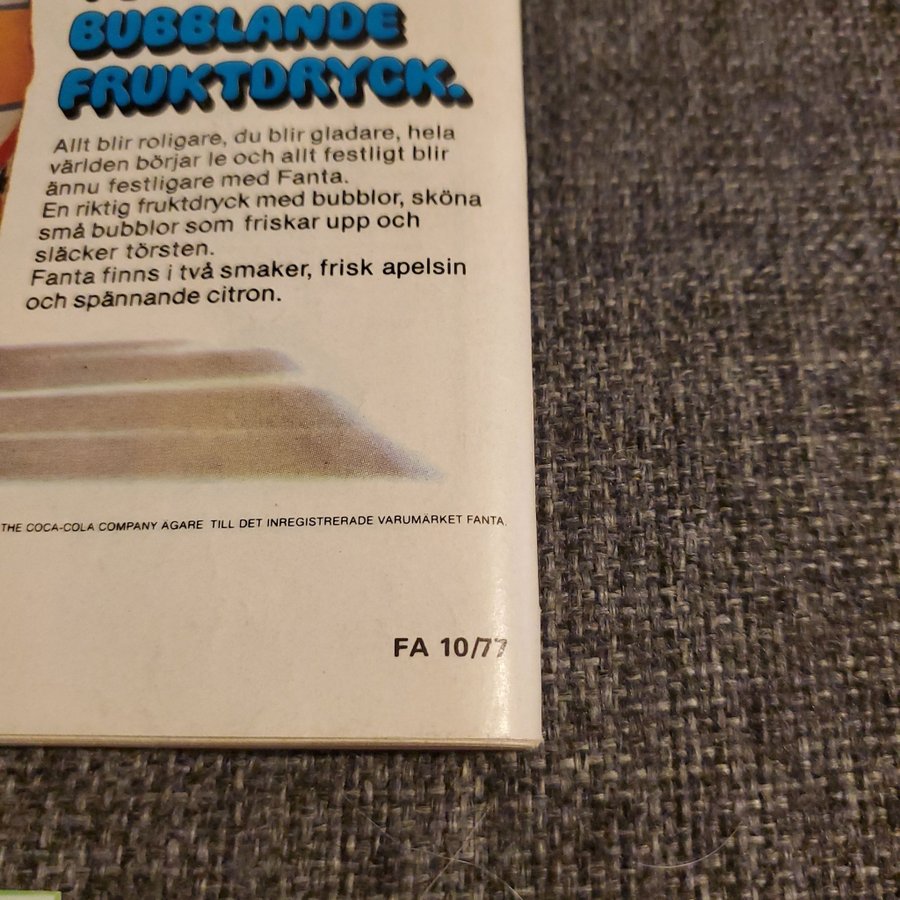 BUBBLANDE
FRUKTDRYCK.
Allt blir roligare, du blir gladare, hela
världen börjar le och allt festligt blir
ännu festligare med Fanta.
En riktig fruktdryck med bubblor, sköna
små bubblor som friskar upp och
släcker törsten.
Fanta finns i två smaker, frisk apelsin
och spännande citron.
THE COCA-COLA COMPANY ÄGARE TILL DET INREGISTRERADE VARUMÄRKET FANTA.
FA 10/77